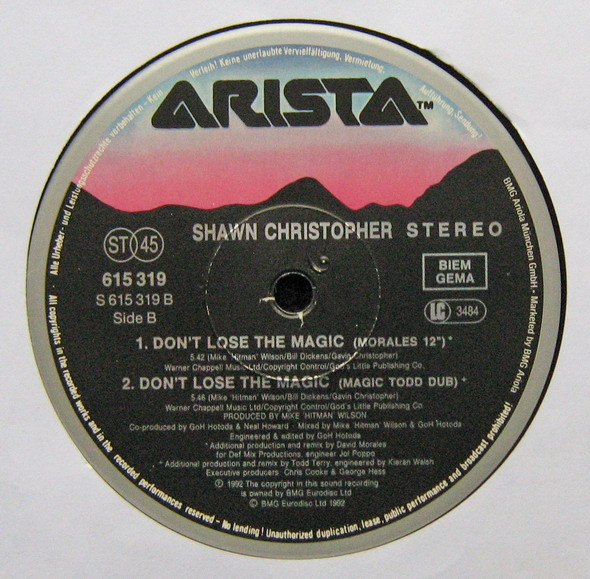 Alle Urheber- und Leistungsschutzrechte vorbehalten - Kein Verleih! Keine unerlaubte Vervielfältigung, Vermietung, Aufführung, Sendung!
ARISTA™
SHAWN CHRISTOPHER STEREO
ST 45
615 319
S 615 319 B
Side B
BIEM
GEMA
LC 3484
1. DON'T LOSE THE MAGIC (MORALES 12") *
5.42 (Mike 'Hitman' Wilson/Bill Dickens/Gavin Christopher)
Warner Chappell Music Ltd/Copyright Control/God's Little Publishing Co.
2. DON'T LOSE THE MAGIC (MAGIC TODD DUB) +
5.46 (Mike 'Hitman' Wilson/Bill Dickens/Gavin Christopher)
Warner Chappell Music Ltd/Copyright Control/God's Little Publishing Co.
PRODUCED BY MIKE 'HITMAN' WILSON
Co-produced by GoH Hotoda & Neal Howard · Mixed by Mike 'Hitman' Wilson & GoH Hotoda
Engineered & edited by GoH Hotoda
* Additional production and remix by David Morales
for Def Mix Productions, engineer Jol Poppo
+ Additional production and remix by Todd Terry, engineered by Kieran Walsh
Executive producers Chris Cooke & George Hess
℗ 1992 The copyright in this sound recording
is owned by BMG Eurodisc Ltd
© BMG Eurodisc Ltd 1992
BMG Ariola München GmbH · Marketed by BMG Ariola
· All copyrights in the recorded works and in the recorded performances reserved - No lending! Unauthorized duplication, lease, public performance and broadcast prohibited!